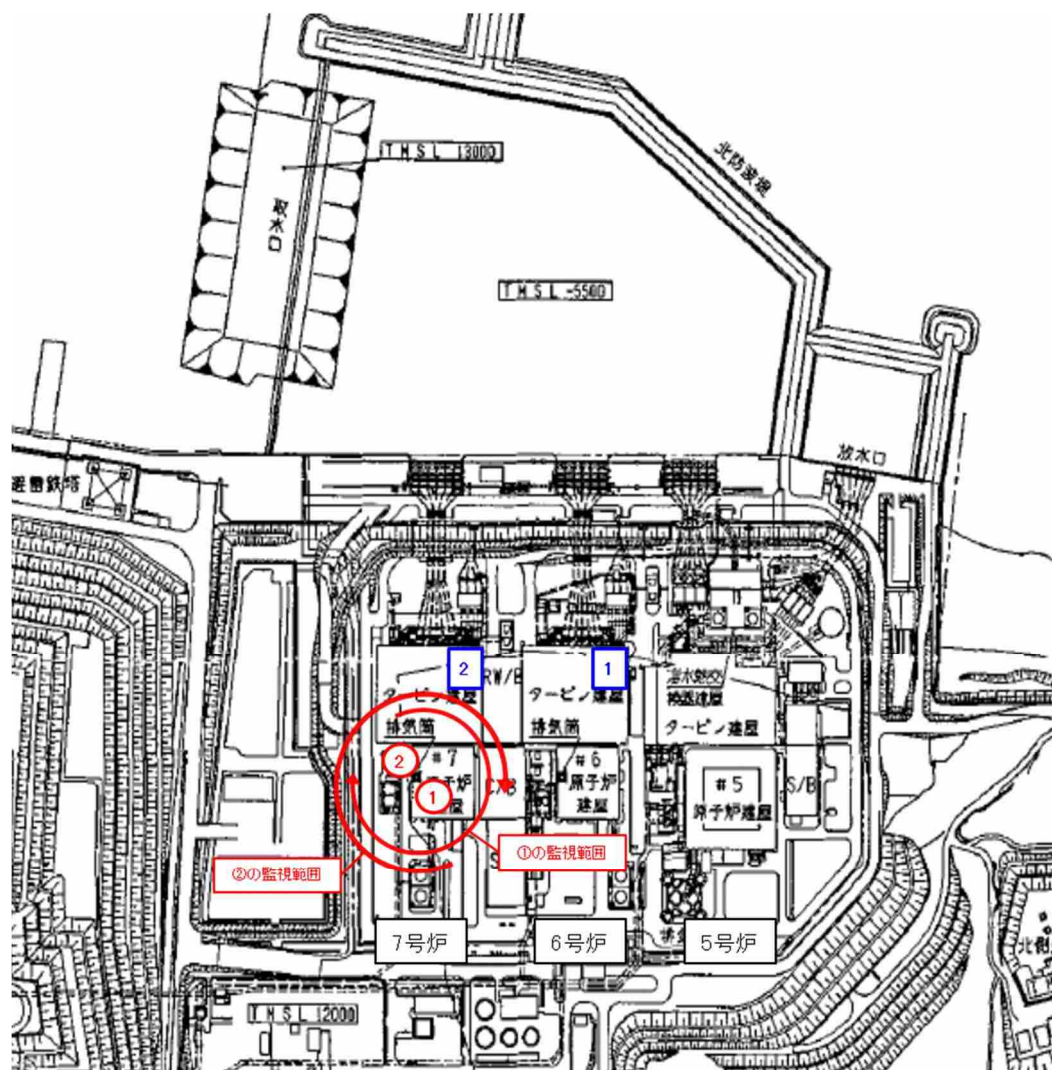 北防波堤
T M S L 13000
取水口
T M S L -5500
放水口
避雷鉄塔
2
RW/B
1
タービン建屋
タービン建屋
タービン建屋
排気筒
排気筒
2
#7
原子炉
建屋
#6
原子炉
建屋
#5
原子炉建屋
S/B
1
①の監視範囲
②の監視範囲
7号炉
6号炉
5号炉
T M S L 12000